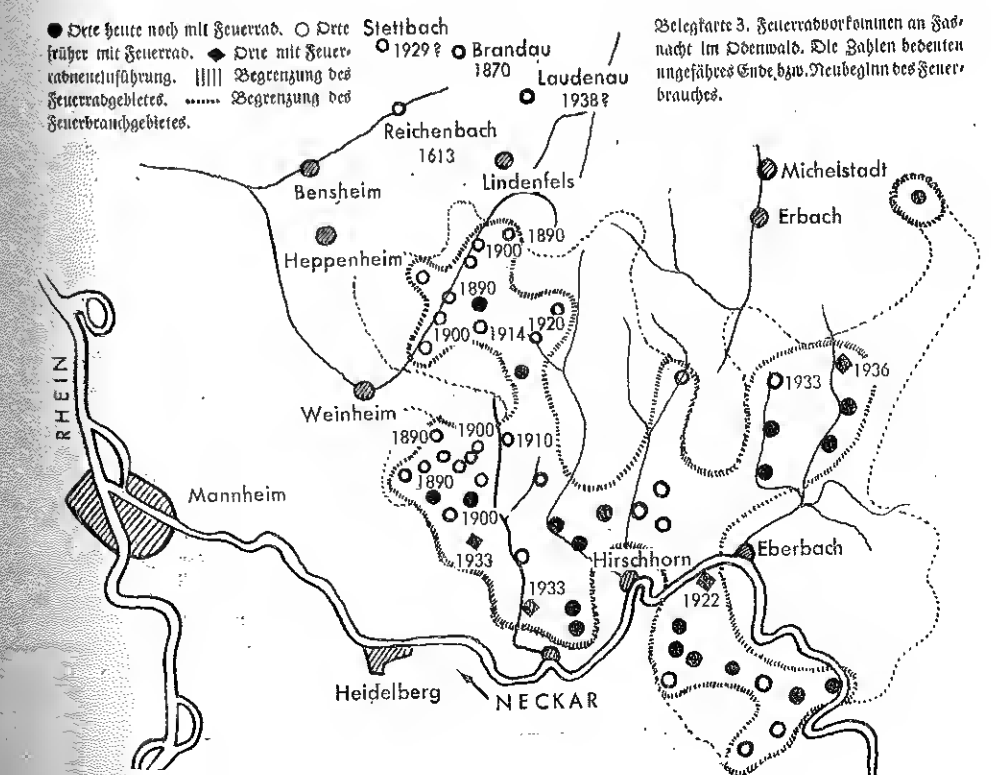 ● Orte heute noch mit Feuerrad. ○ Orte
früher mit Feuerrad. ◆ Orte mit Feuer-
radneueinführung. |||| Begrenzung des
Feuerradgebietes. ....... Begrenzung des
Feuerbrauchgebietes.
Belegkarte 3. Feuerradvorkommen an Fas-
nacht im Odenwald. Die Zahlen bedeuten
ungefähres Ende bzw. Neubeginn des Feuer-
brauches.
Stettbach
1929?
Brandau
1870
Laudenau
1938?
Reichenbach
1613
Bensheim
Lindenfels
Michelstadt
Erbach
Heppenheim
1890
1900
1890
1920
1900
1914
1936
1933
Weinheim
1890
1900
1910
1890
1900
1933
RHEIN
Mannheim
Hirschhorn
Eberbach
1933
1922
Heidelberg
NECKAR